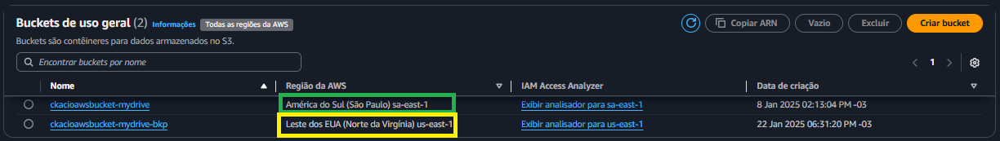 Buckets de uso geral (2) Informações Todas as regiões da AWS
Copiar ARN Vazio Excluir Criar bucket
Buckets são contêineres para dados armazenados no S3.
Encontrar buckets por nome
1
Nome Região da AWS IAM Access Analyzer Data de criação
ckacioawsbucket-mydrive América do Sul (São Paulo) sa-east-1 Exibir analisador para sa-east-1 8 Jan 2025 02:13:04 PM -03
ckacioawsbucket-mydrive-bkp Leste dos EUA (Norte da Virgínia) us-east-1 Exibir analisador para us-east-1 22 Jan 2025 06:31:20 PM -03